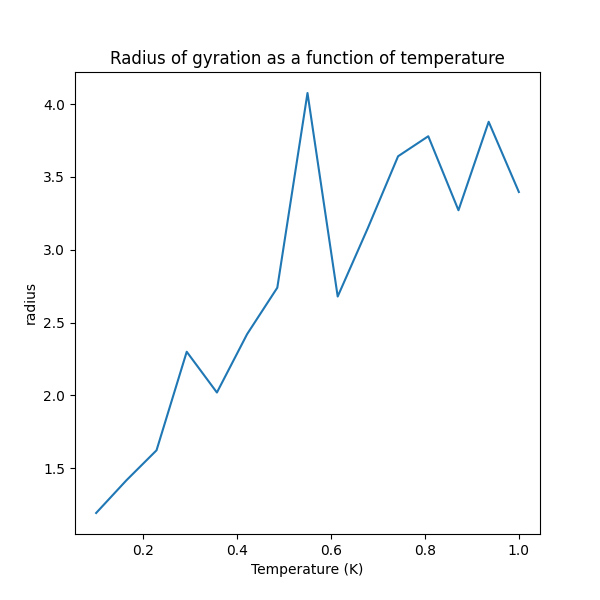 Radius of gyration as a function of temperature
4.0
3.5
3.0
2.5
2.0
1.5
radius
0.2 0.4 0.6 0.8 1.0
Temperature (K)